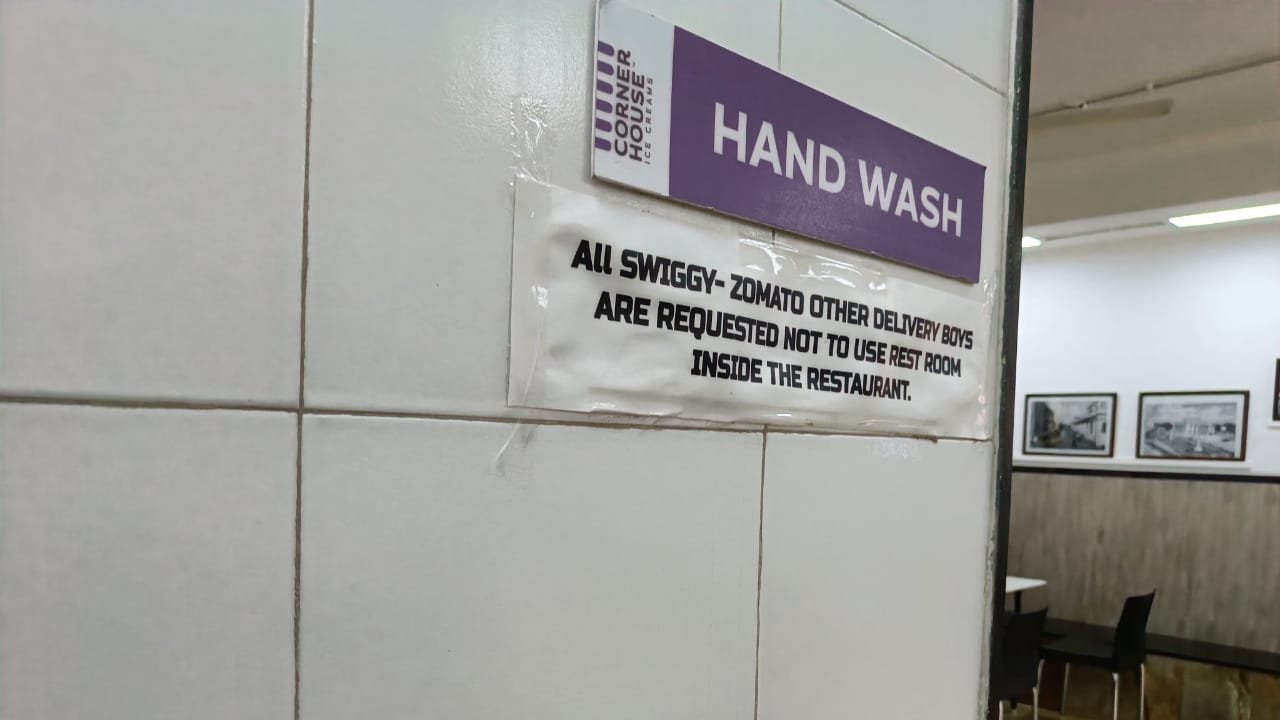 CORNER
HOUSE
ICE CREAMS
HAND WASH
All SWIGGY- ZOMATO OTHER DELIVERY BOYS
ARE REQUESTED NOT TO USE REST ROOM
INSIDE THE RESTAURANT.